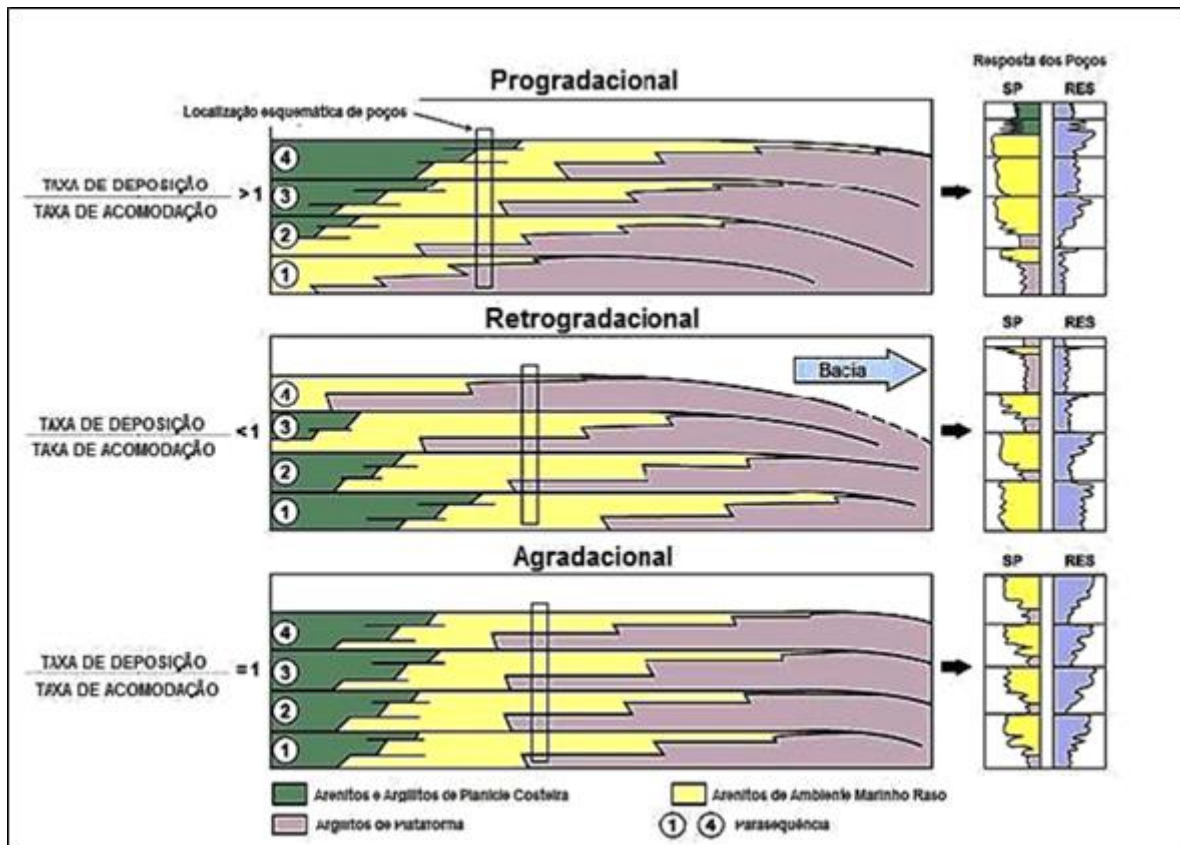 Progradacional
Localização esquemática de poços
Resposta dos Poços
SP RES
TAXA DE DEPOSIÇÃO
TAXA DE ACOMODAÇÃO
>1
4
3
2
1
Retrogradacional
Bacia
SP RES
TAXA DE DEPOSIÇÃO
TAXA DE ACOMODAÇÃO
<1
4
3
2
1
Agradacional
SP RES
TAXA DE DEPOSIÇÃO
TAXA DE ACOMODAÇÃO
=1
4
3
2
1
Arenitos e Argilitos de Planície Costeira
Arenitos de Ambiente Marinho Raso
Argilitos de Plataforma
1 4 Parasequência